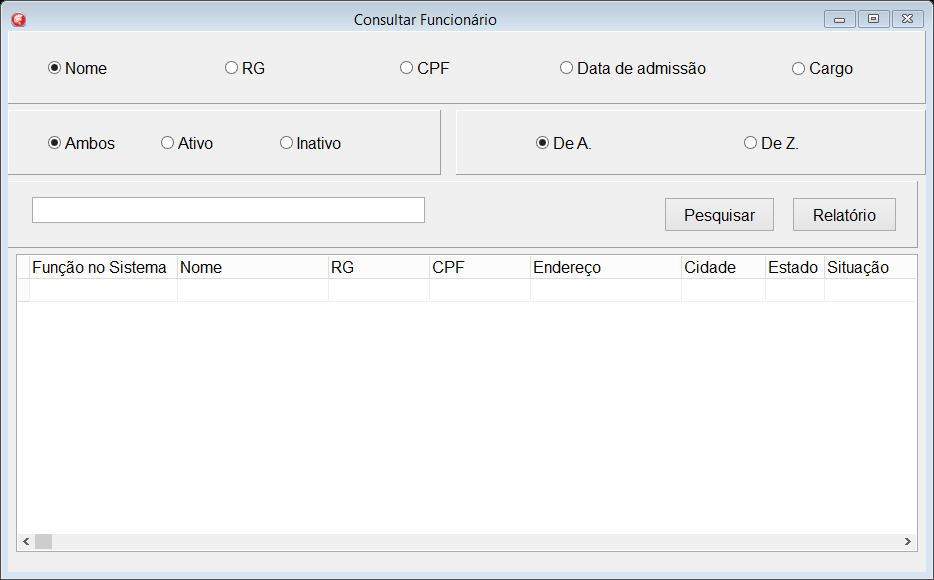 Consultar Funcionário
Nome RG CPF Data de admissão Cargo
Ambos Ativo Inativo De A. De Z.
Pesquisar Relatório
Função no Sistema Nome RG CPF Endereço Cidade Estado Situação